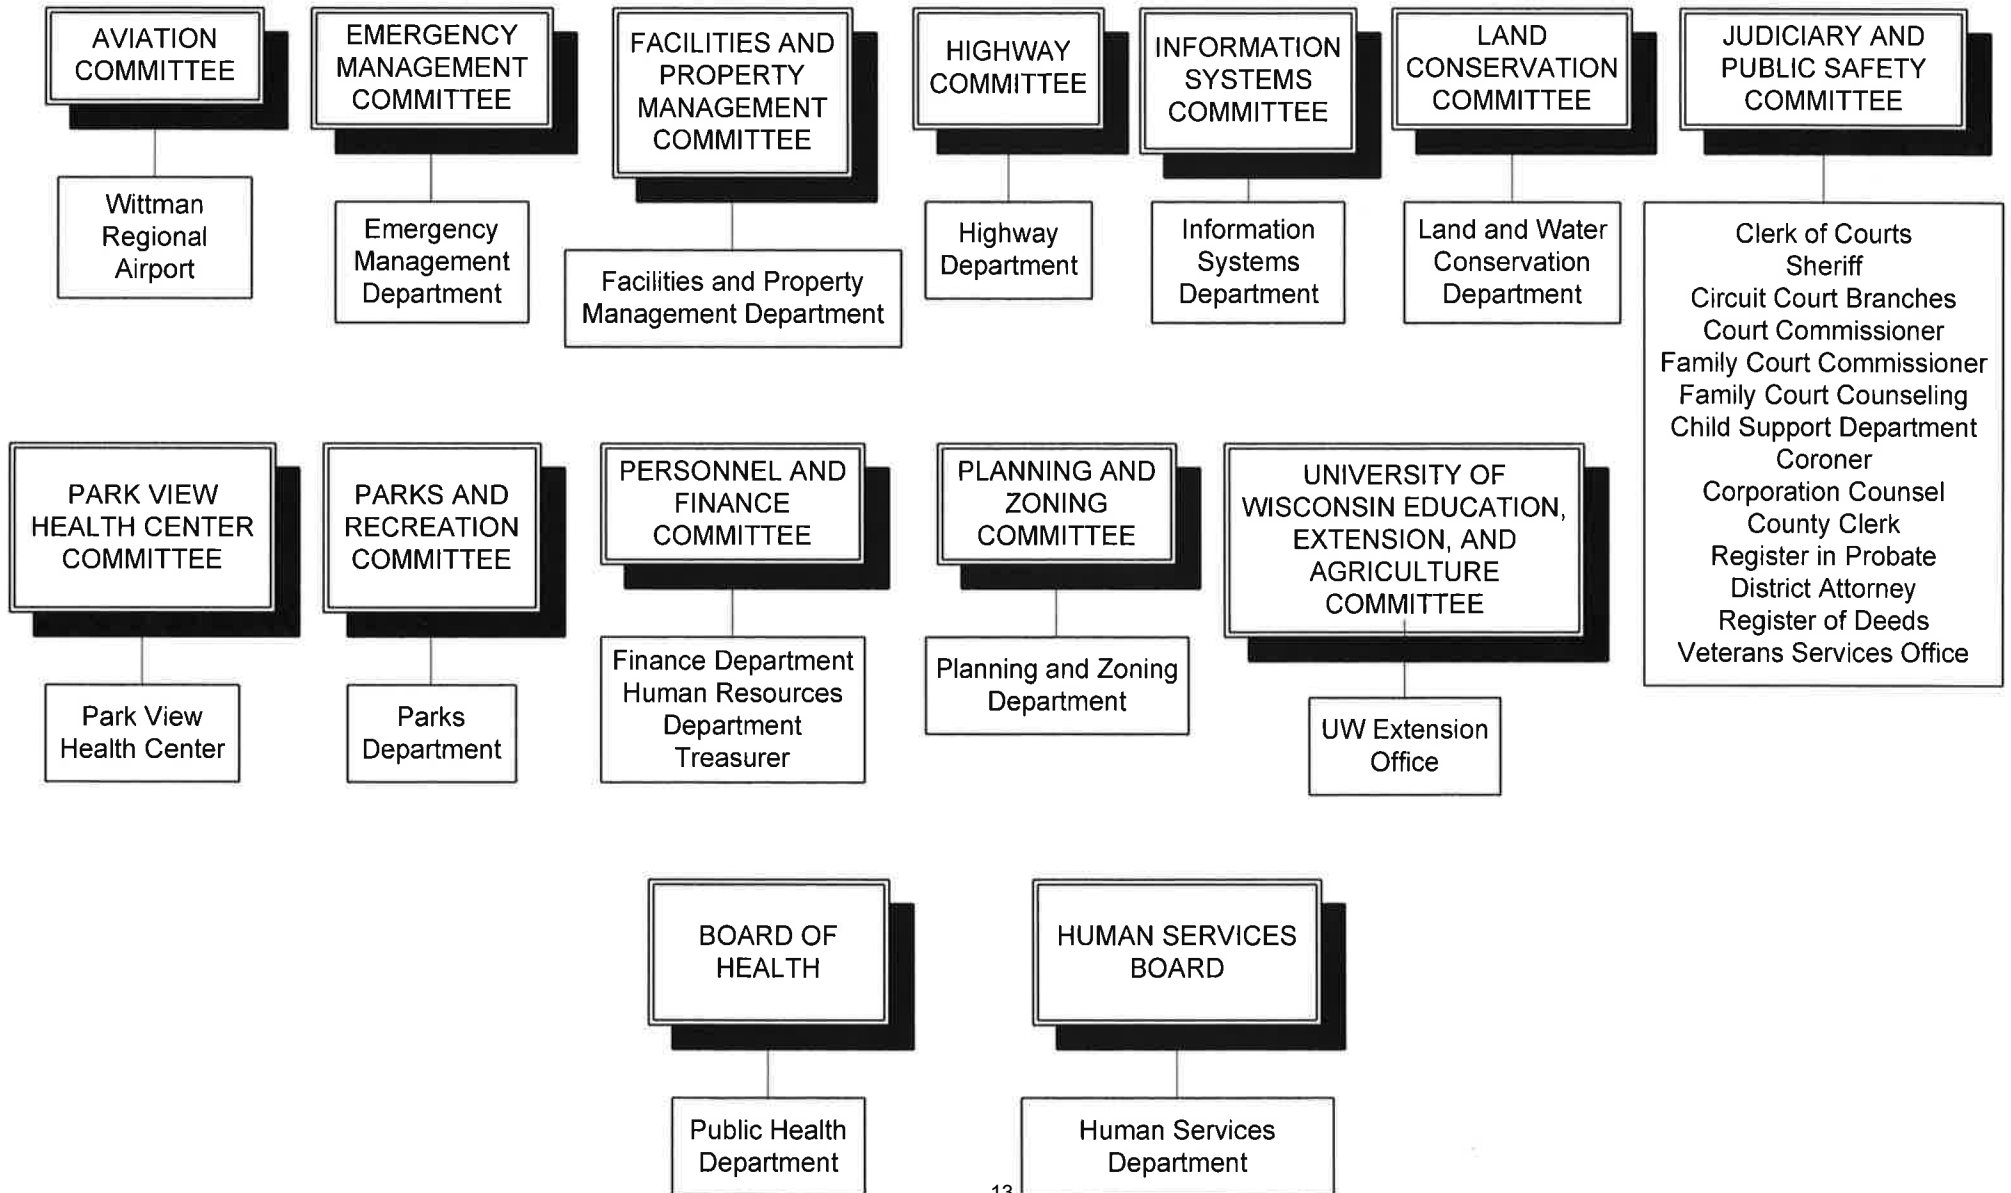 AVIATION
COMMITTEE
Wittman
Regional
Airport
EMERGENCY
MANAGEMENT
COMMITTEE
Emergency
Management
Department
FACILITIES AND
PROPERTY
MANAGEMENT
COMMITTEE
Facilities and Property
Management Department
HIGHWAY
COMMITTEE
Highway
Department
INFORMATION
SYSTEMS
COMMITTEE
Information
Systems
Department
LAND
CONSERVATION
COMMITTEE
Land and Water
Conservation
Department
JUDICIARY AND
PUBLIC SAFETY
COMMITTEE
Clerk of Courts
Sheriff
Circuit Court Branches
Court Commissioner
Family Court Commissioner
Family Court Counseling
Child Support Department
Coroner
Corporation Counsel
County Clerk
Register in Probate
District Attorney
Register of Deeds
Veterans Services Office
PARK VIEW
HEALTH CENTER
COMMITTEE
Park View
Health Center
PARKS AND
RECREATION
COMMITTEE
Parks
Department
PERSONNEL AND
FINANCE
COMMITTEE
Finance Department
Human Resources
Department
Treasurer
PLANNING AND
ZONING
COMMITTEE
Planning and Zoning
Department
UNIVERSITY OF
WISCONSIN EDUCATION,
EXTENSION, AND
AGRICULTURE
COMMITTEE
UW Extension
Office
BOARD OF
HEALTH
Public Health
Department
HUMAN SERVICES
BOARD
Human Services
Department
13